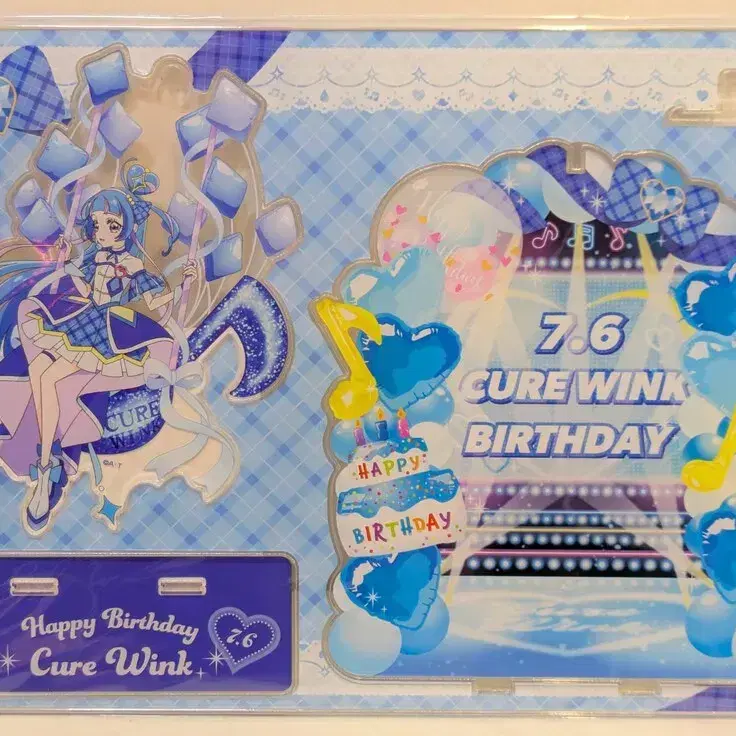 CURE
WINK
©A・T
7.6
CURE WINK
BIRTHDAY
HAPPY
BIRTHDAY
Happy Birthday
Cure Wink
7.6